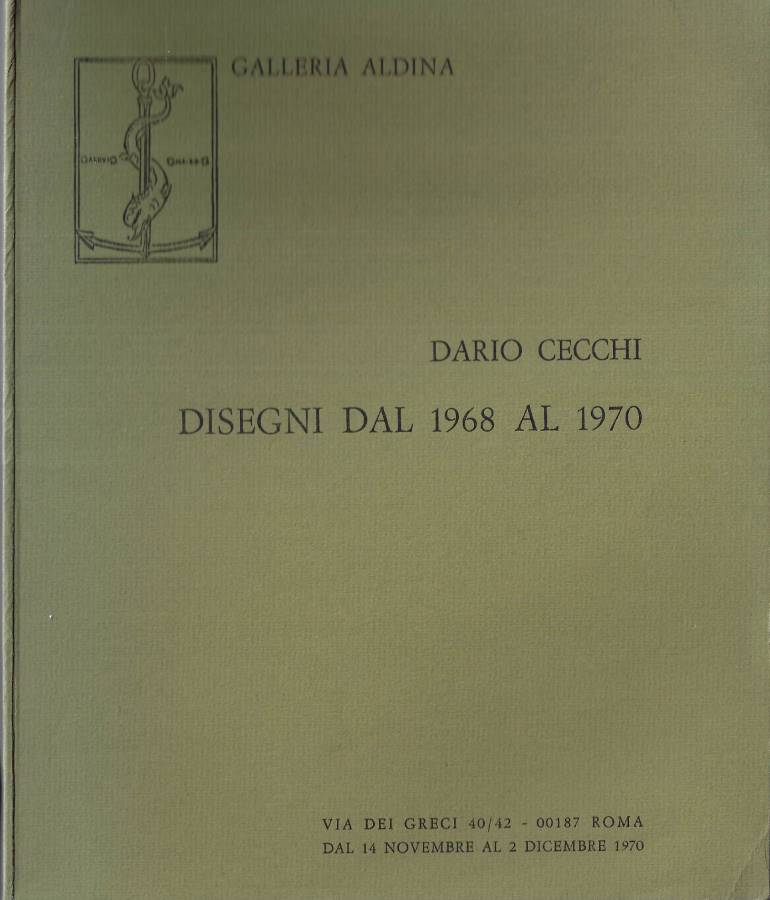 GALLERIA ALDINA
DARIO CECCHI
DISEGNI DAL 1968 AL 1970
VIA DEI GRECI 40/42 - 00187 ROMA
DAL 14 NOVEMBRE AL 2 DICEMBRE 1970